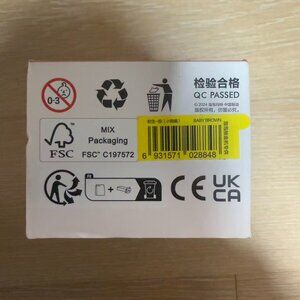 检验合格
QC PASSED
0-3
MIX
Packaging
FSC™ C197572
FSC
BABY BROWN
6 931571 028848
CE
UK
CA